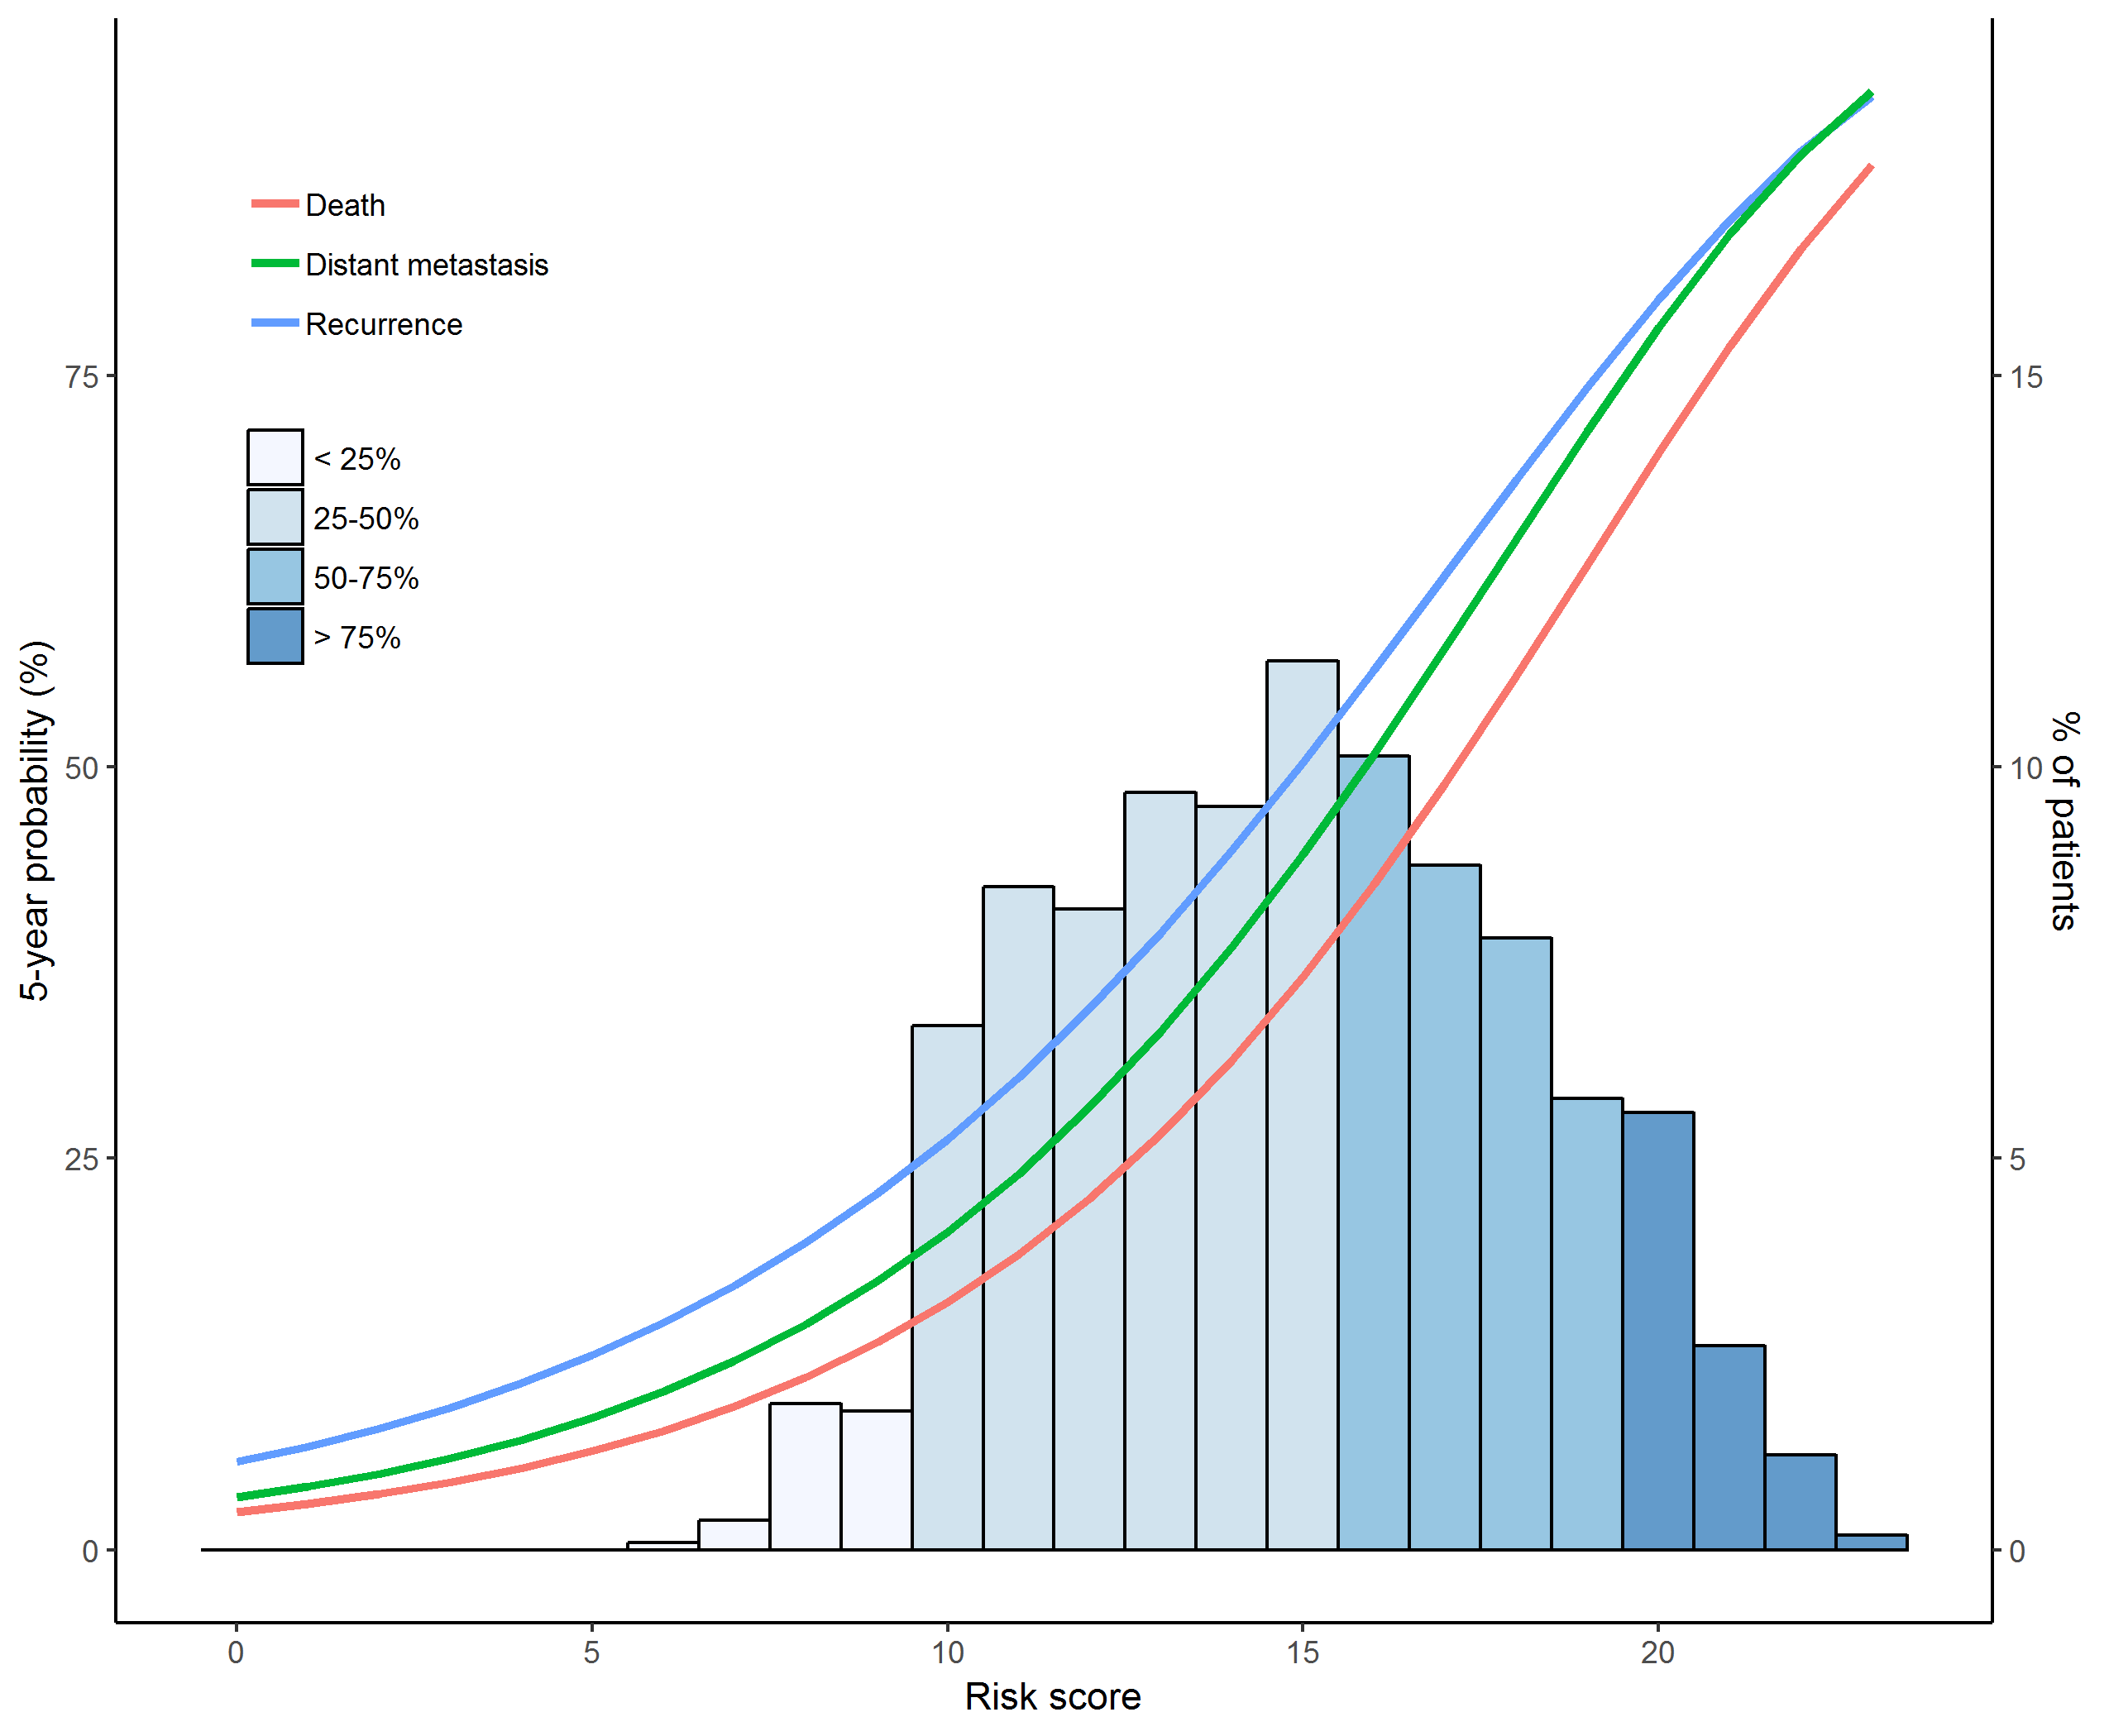 Death
Distant metastasis
Recurrence
< 25%
25-50%
50-75%
> 75%
5-year probability (%)
75
50
25
0
% of patients
15
10
5
0
0 5 10 15 20
Risk score